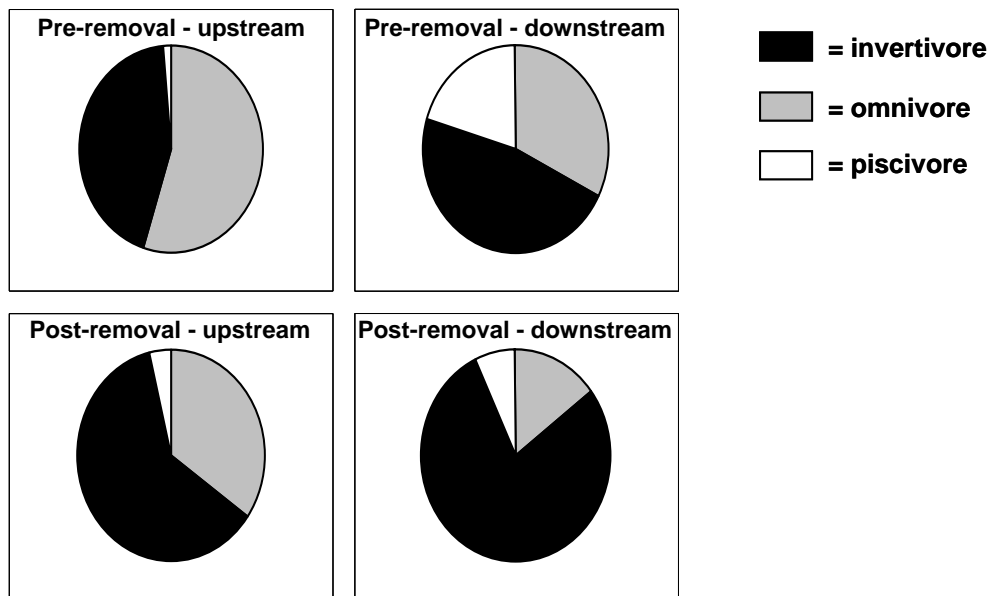 Pre-removal - upstream
Pre-removal - downstream
= invertivore
= omnivore
= piscivore
Post-removal - upstream
Post-removal - downstream